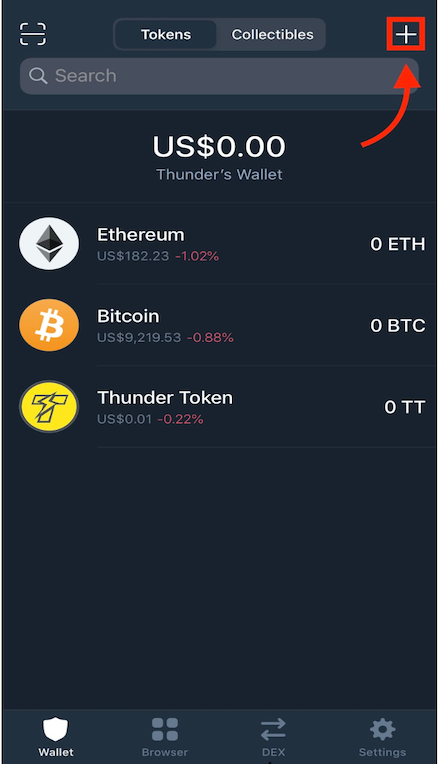 Tokens Collectibles
Search
US$0.00
Thunder's Wallet
Ethereum
US$182.23 -1.02%
0 ETH
Bitcoin
US$9,219.53 -0.88%
0 BTC
Thunder Token
US$0.01 -0.22%
0 TT
Wallet Browser DEX Settings